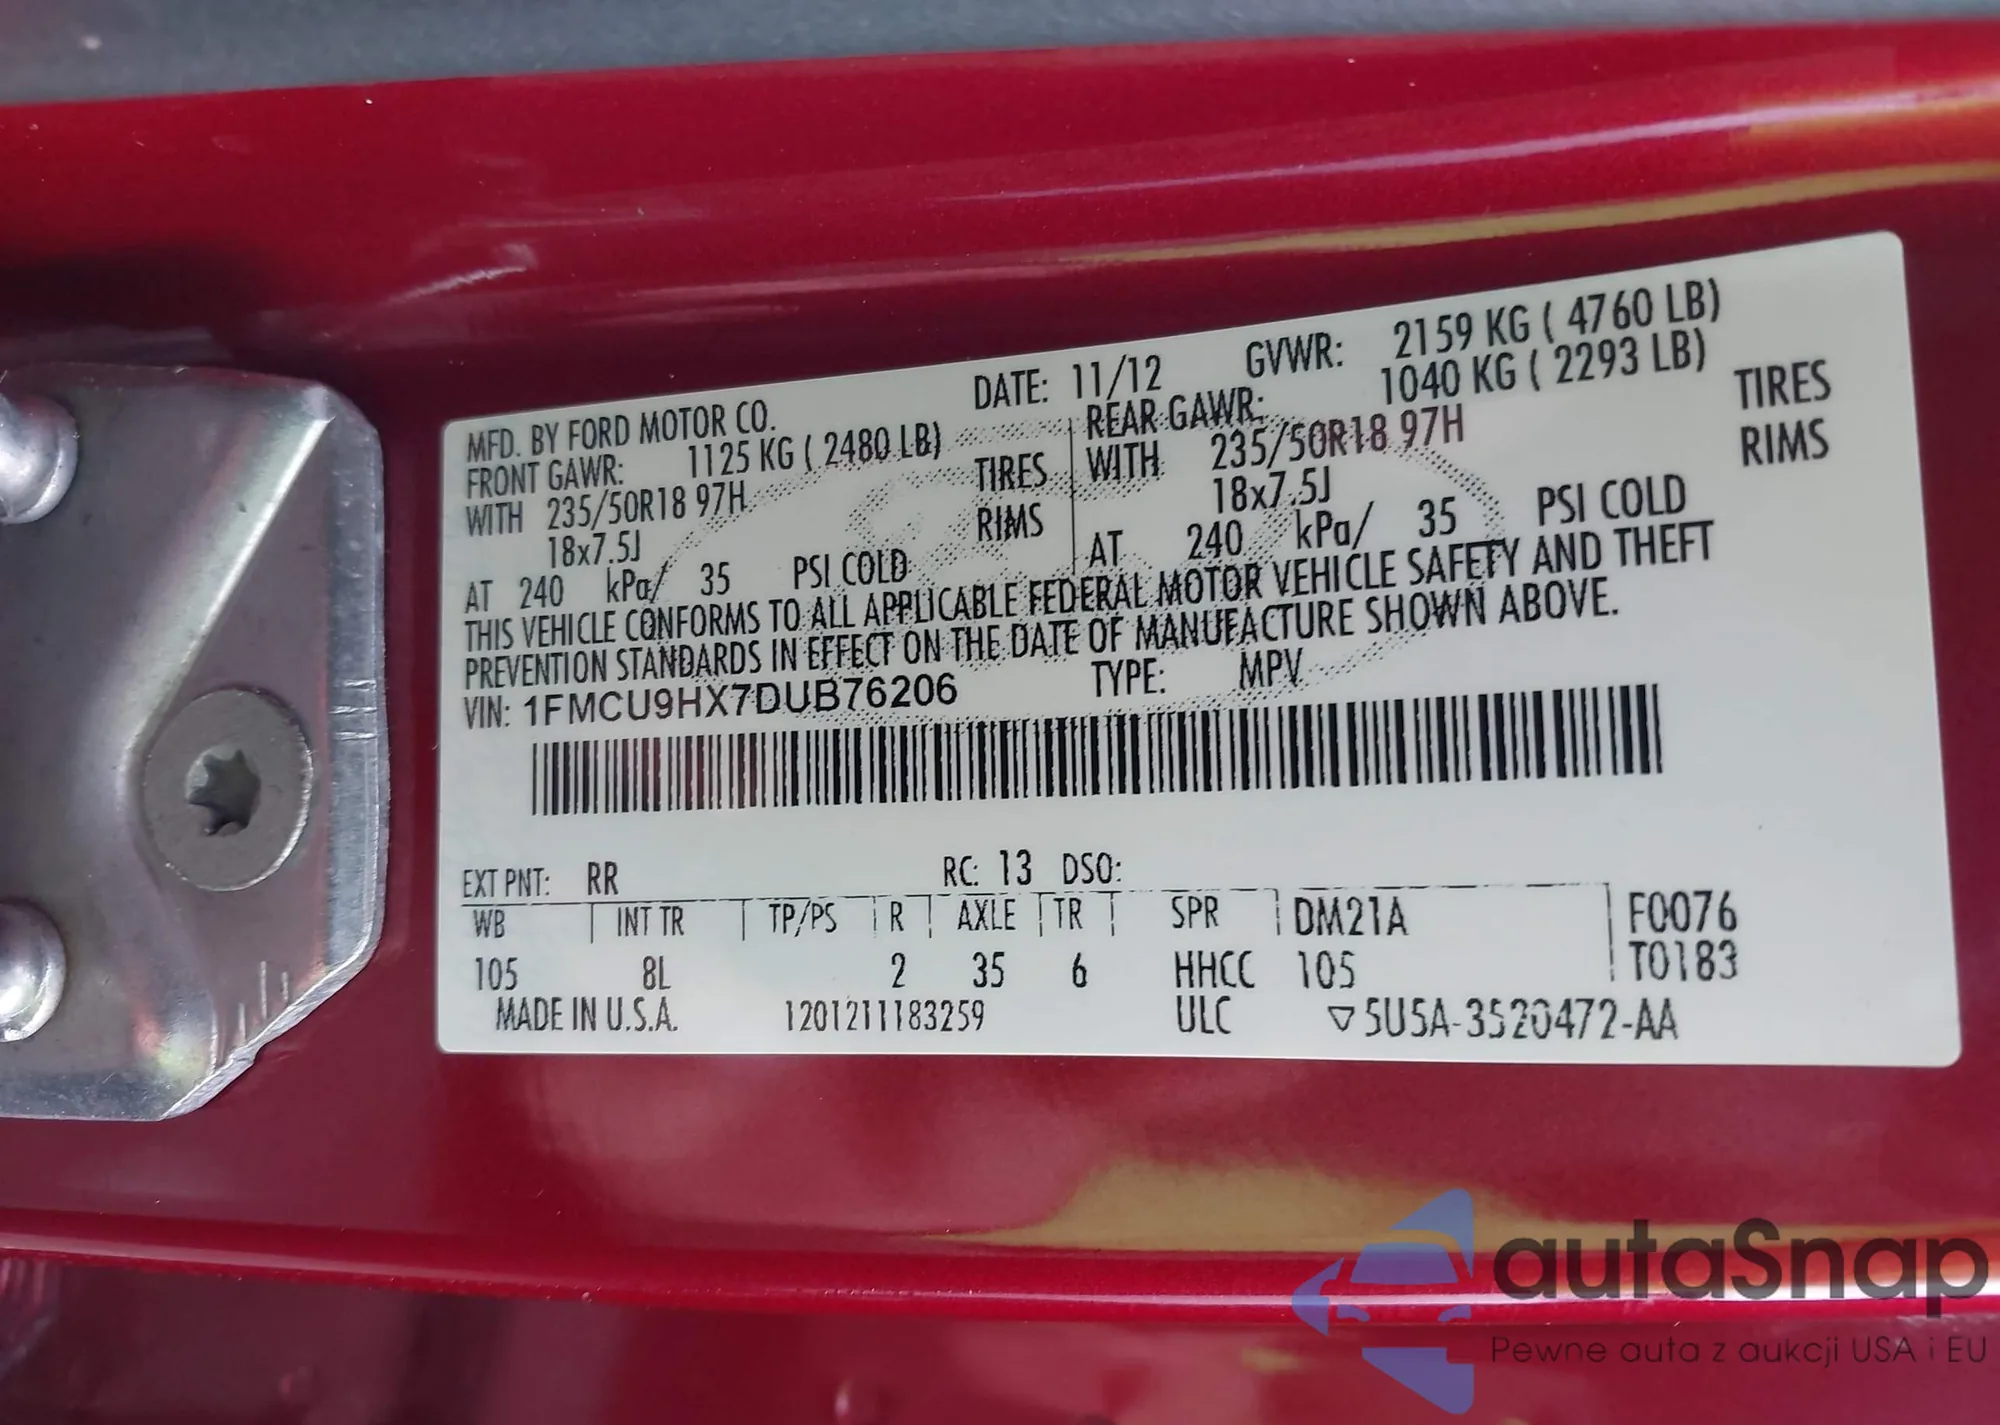 MFD. BY FORD MOTOR CO. DATE: 11/12 GVWR: 2159 KG ( 4760 LB)
FRONT GAWR: 1125 KG ( 2480 LB) REAR GAWR: 1040 KG ( 2293 LB)
WITH 235/50R18 97H TIRES WITH 235/50R18 97H TIRES
18x7.5J RIMS 18x7.5J RIMS
AT 240 kPa/ 35 PSI COLD AT 240 kPa/ 35 PSI COLD
THIS VEHICLE CONFORMS TO ALL APPLICABLE FEDERAL MOTOR VEHICLE SAFETY AND THEFT
PREVENTION STANDARDS IN EFFECT ON THE DATE OF MANUFACTURE SHOWN ABOVE.
VIN: 1FMCU9HX7DUB76206 TYPE: MPV
EXT PNT: RR RC: 13 DSO:
WB INT TR TP/PS R AXLE TR SPR DM21A F0076
105 8L 2 35 6 HHCC 105 T0183
MADE IN U.S.A. 1201211183259 ULC ▽5U5A-3520472-AA
autaSnap
Pewne auta z aukcji USA i EU